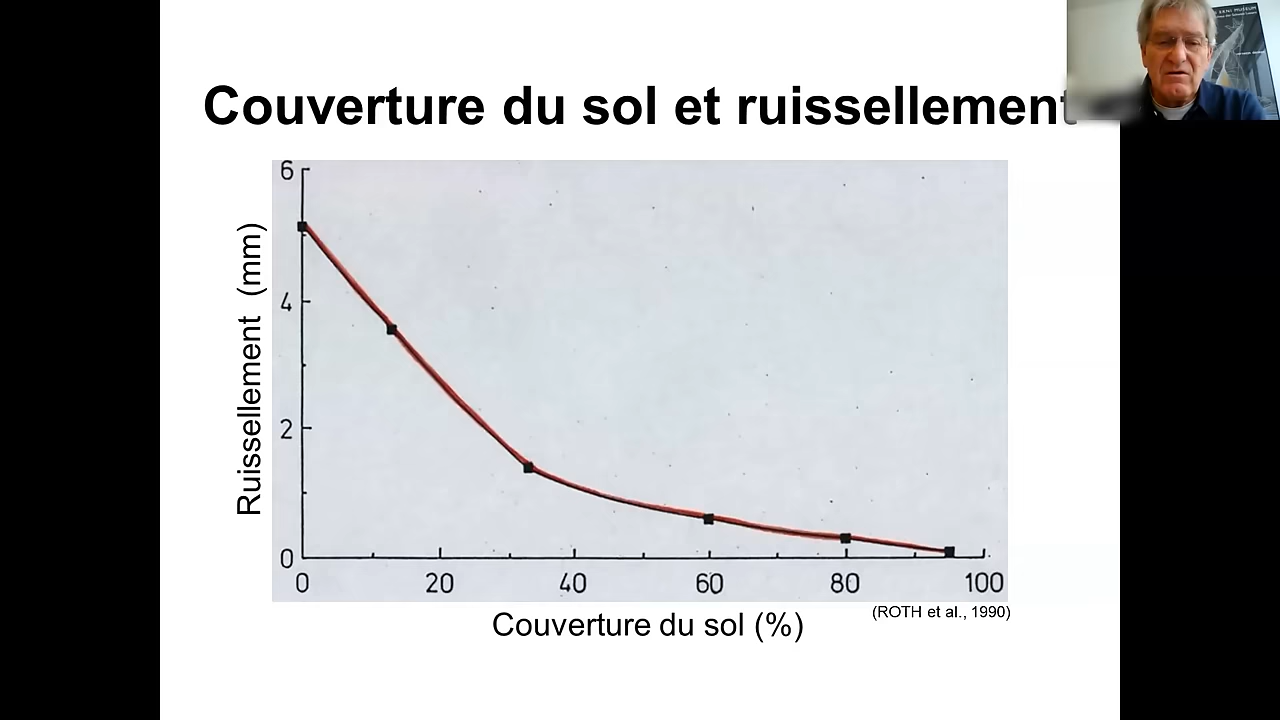 Couverture du sol et ruissellement
Ruissellement (mm)
6
4
2
0
0 20 40 60 80 100
Couverture du sol (%)
(ROTH et al., 1990)